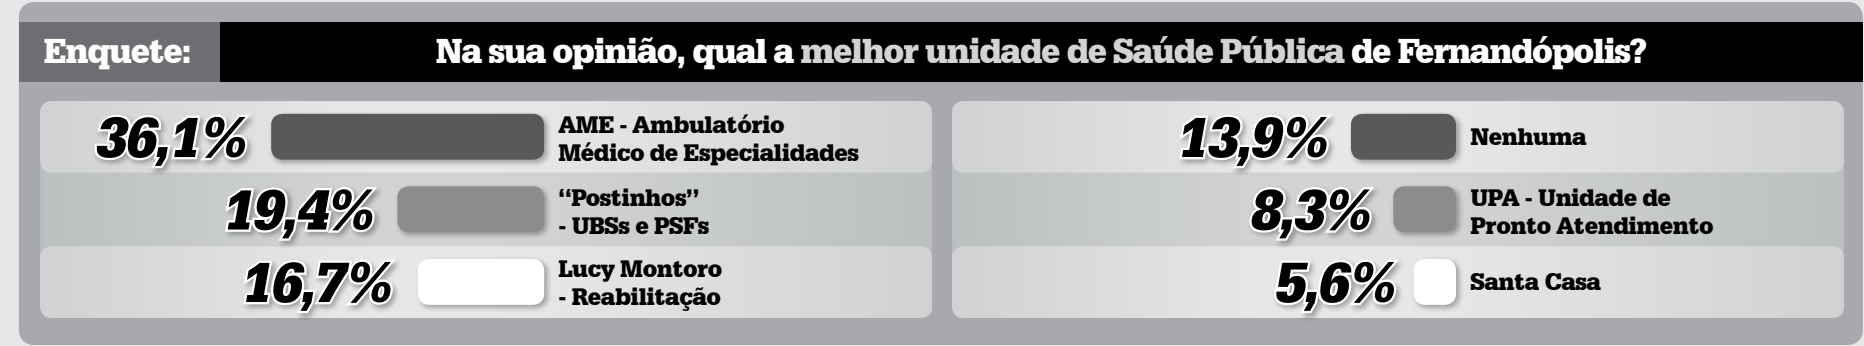 Enquete:
Na sua opinião, qual a melhor unidade de Saúde Pública de Fernandópolis?
36,1%
AME - Ambulatório
Médico de Especialidades
19,4%
“Postinhos”
- UBSs e PSFs
16,7%
Lucy Montoro
- Reabilitação
13,9%
Nenhuma
8,3%
UPA - Unidade de
Pronto Atendimento
5,6%
Santa Casa